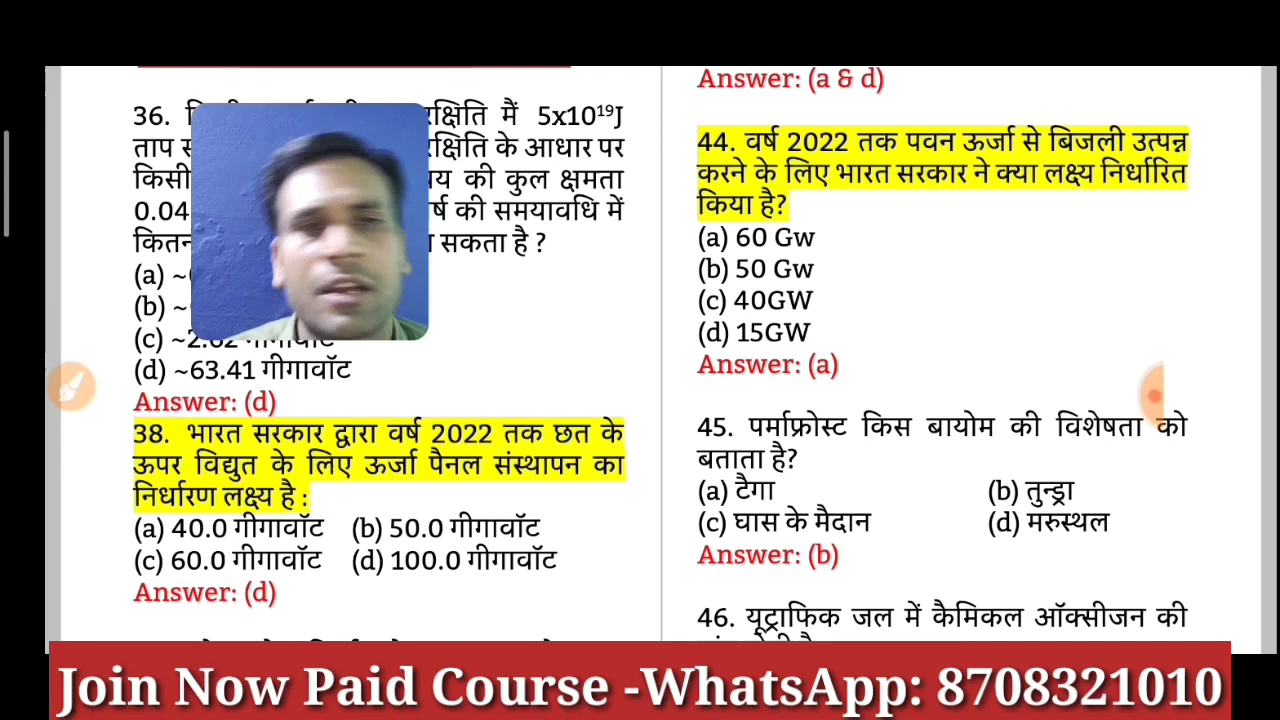 36. रक्षिति मैं 5x10¹⁹J
ताप रक्षिति के आधार पर
किसी की कुल क्षमता
0.04 की समयावधि में
सकता है ?
(a) ~
(b) ~
(c) ~2.62 गीगावॉट
(d) ~63.41 गीगावॉट
Answer: (d)
38. भारत सरकार द्वारा वर्ष 2022 तक छत के
ऊपर विद्युत के लिए ऊर्जा पैनल संस्थापन का
निर्धारण लक्ष्य है :
(a) 40.0 गीगावॉट (b) 50.0 गीगावॉट
(c) 60.0 गीगावॉट (d) 100.0 गीगावॉट
Answer: (d)
Answer: (a & d)
44. वर्ष 2022 तक पवन ऊर्जा से बिजली उत्पन्न
करने के लिए भारत सरकार ने क्या लक्ष्य निर्धारित
किया है?
(a) 60 Gw
(b) 50 Gw
(c) 40GW
(d) 15GW
Answer: (a)
45. पर्माफ्रोस्ट किस बायोम की विशेषता को
बताता है?
(a) टैगा (b) तुन्ड्रा
(c) घास के मैदान (d) मरुस्थल
Answer: (b)
46. यूट्राफिक जल में कैमिकल ऑक्सीजन की
Join Now Paid Course -WhatsApp: 8708321010